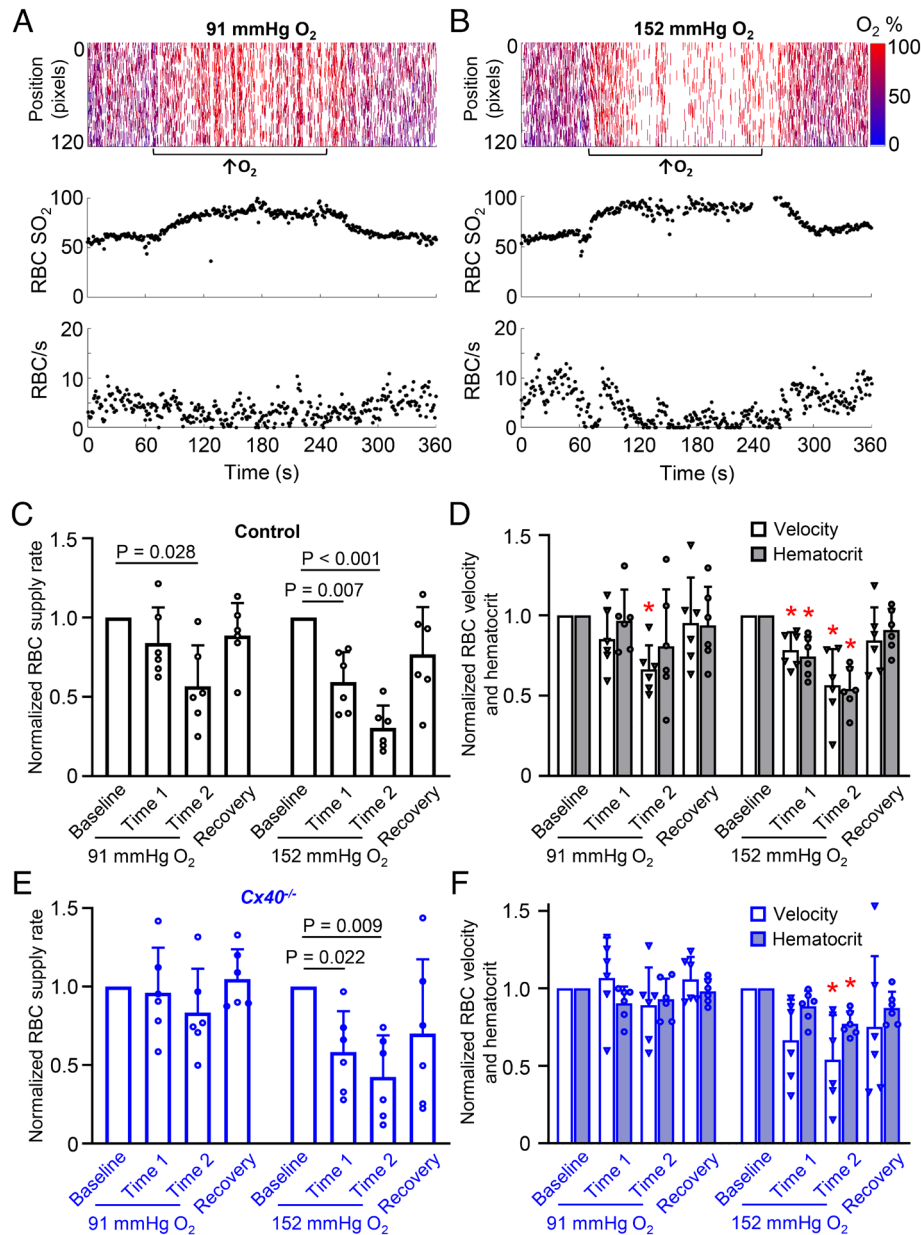 A
91 mmHg O₂
Position
(pixels)
0
120
↑O₂
RBC SO₂
100
50
0
RBC/s
20
10
0
0 60 120 180 240 300 360
Time (s)
B
152 mmHg O₂
O₂ %
100
50
0
0
120
↑O₂
100
50
0
20
10
0
0 60 120 180 240 300 360
Time (s)
C
Control
Normalized RBC supply rate
1.5
1.0
0.5
0
P = 0.028
P < 0.001
P = 0.007
Baseline Time 1 Time 2 Recovery Baseline Time 1 Time 2 Recovery
91 mmHg O₂ 152 mmHg O₂
D
Normalized RBC velocity
and hematocrit
1.5
1.0
0.5
0
Velocity
Hematocrit
* * * * *
Baseline Time 1 Time 2 Recovery Baseline Time 1 Time 2 Recovery
91 mmHg O₂ 152 mmHg O₂
E
Cx40⁻/⁻
Normalized RBC supply rate
1.5
1.0
0.5
0
P = 0.009
P = 0.022
Baseline Time 1 Time 2 Recovery Baseline Time 1 Time 2 Recovery
91 mmHg O₂ 152 mmHg O₂
F
Normalized RBC velocity
and hematocrit
1.5
1.0
0.5
0
Velocity
Hematocrit
* *
Baseline Time 1 Time 2 Recovery Baseline Time 1 Time 2 Recovery
91 mmHg O₂ 152 mmHg O₂